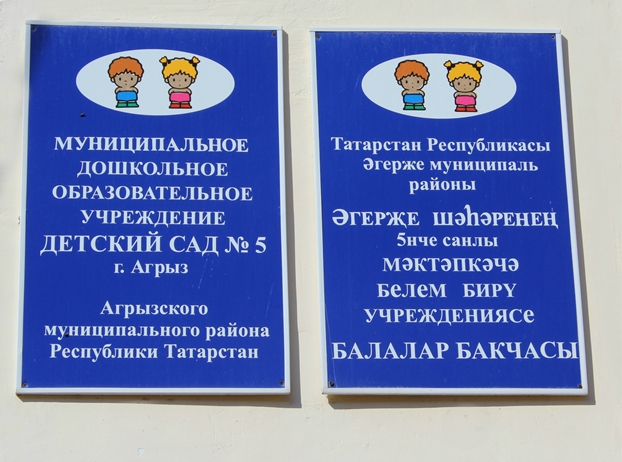 МУНИЦИПАЛЬНОЕ
ДОШКОЛЬНОЕ
ОБРАЗОВАТЕЛЬНОЕ
УЧРЕЖДЕНИЕ
ДЕТСКИЙ САД № 5
г. Агрыз
Агрызского
муниципального района
Республики Татарстан
Татарстан Республикасы
Әгерже муниципаль
районы
ӘГЕРҖЕ шәһәренең
5нче санлы
МӘКТӘПКӘЧӘ
Белем БИРҮ
УЧРЕЖДЕНИЯСе
БАЛАЛАР БАКЧАСЫ